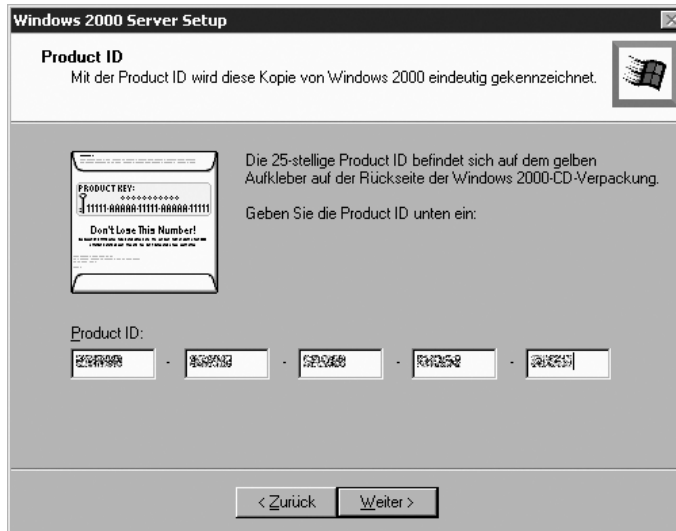 Windows 2000 Server Setup
Product ID
Mit der Product ID wird diese Kopie von Windows 2000 eindeutig gekennzeichnet.
Die 25-stellige Product ID befindet sich auf dem gelben
Aufkleber auf der Rückseite der Windows 2000-CD-Verpackung.
Geben Sie die Product ID unten ein:
PRODUCT KEY:
11111-AAAAA-11111-AAAAA-11111
Don't Lose This Number!
Product ID:
- - - -
< Zurück
Weiter >